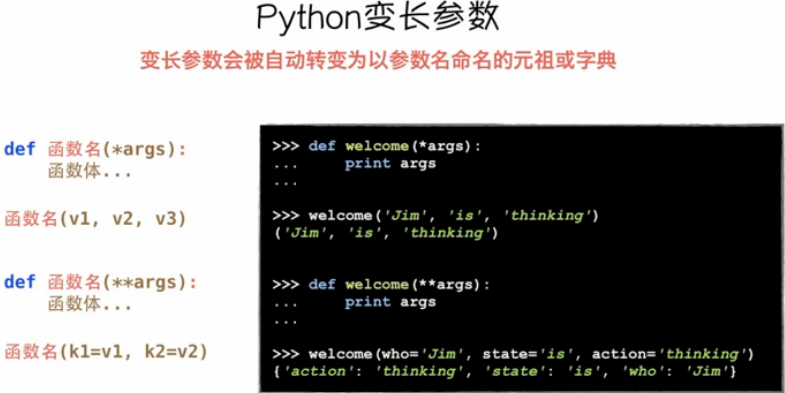 Python变长参数
变长参数会被自动转变为以参数名命名的元祖或字典
def 函数名(*args):
函数体...
函数名(v1, v2, v3)
def 函数名(**args):
函数体...
函数名(k1=v1, k2=v2)
>>> def welcome(*args):
...     print args
...
>>> welcome('Jim', 'is', 'thinking')
('Jim', 'is', 'thinking')
>>> def welcome(**args):
...     print args
...
>>> welcome(who='Jim', state='is', action='thinking')
{'action': 'thinking', 'state': 'is', 'who': 'Jim'}